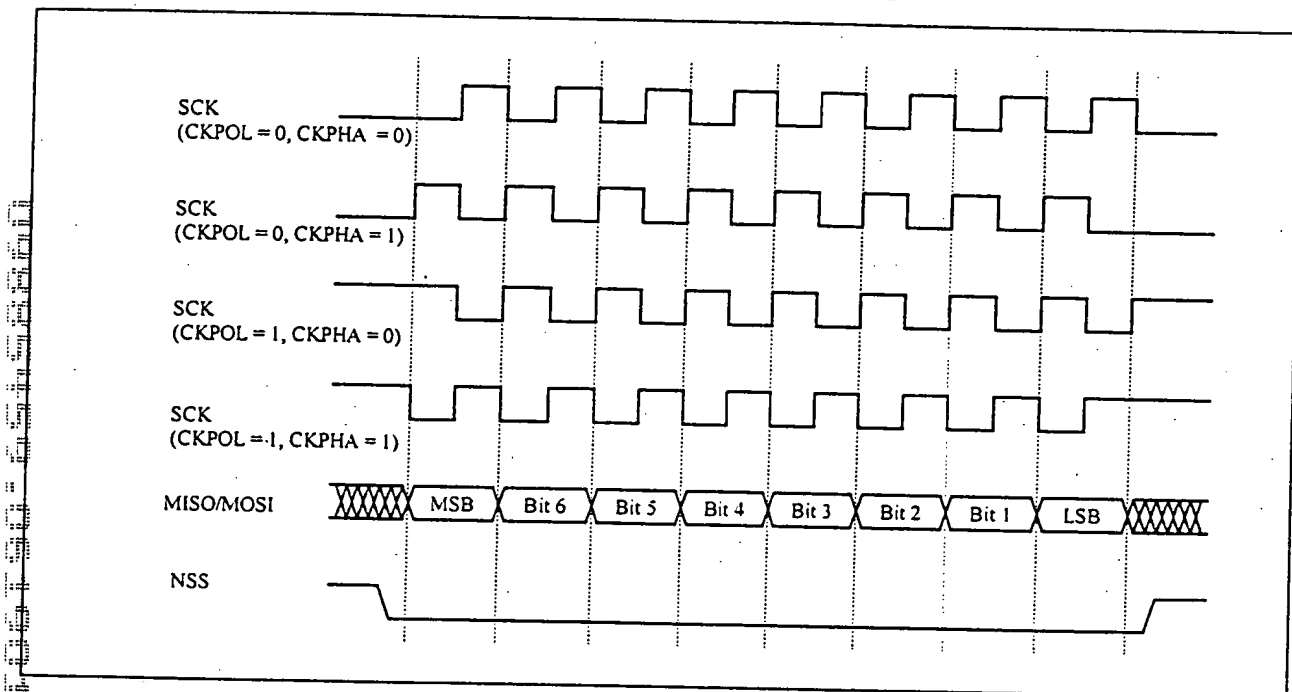 SCK
(CKPOL = 0, CKPHA = 0)
SCK
(CKPOL = 0, CKPHA = 1)
SCK
(CKPOL = 1, CKPHA = 0)
SCK
(CKPOL = 1, CKPHA = 1)
MISO/MOSI
MSB
Bit 6
Bit 5
Bit 4
Bit 3
Bit 2
Bit 1
LSB
NSS